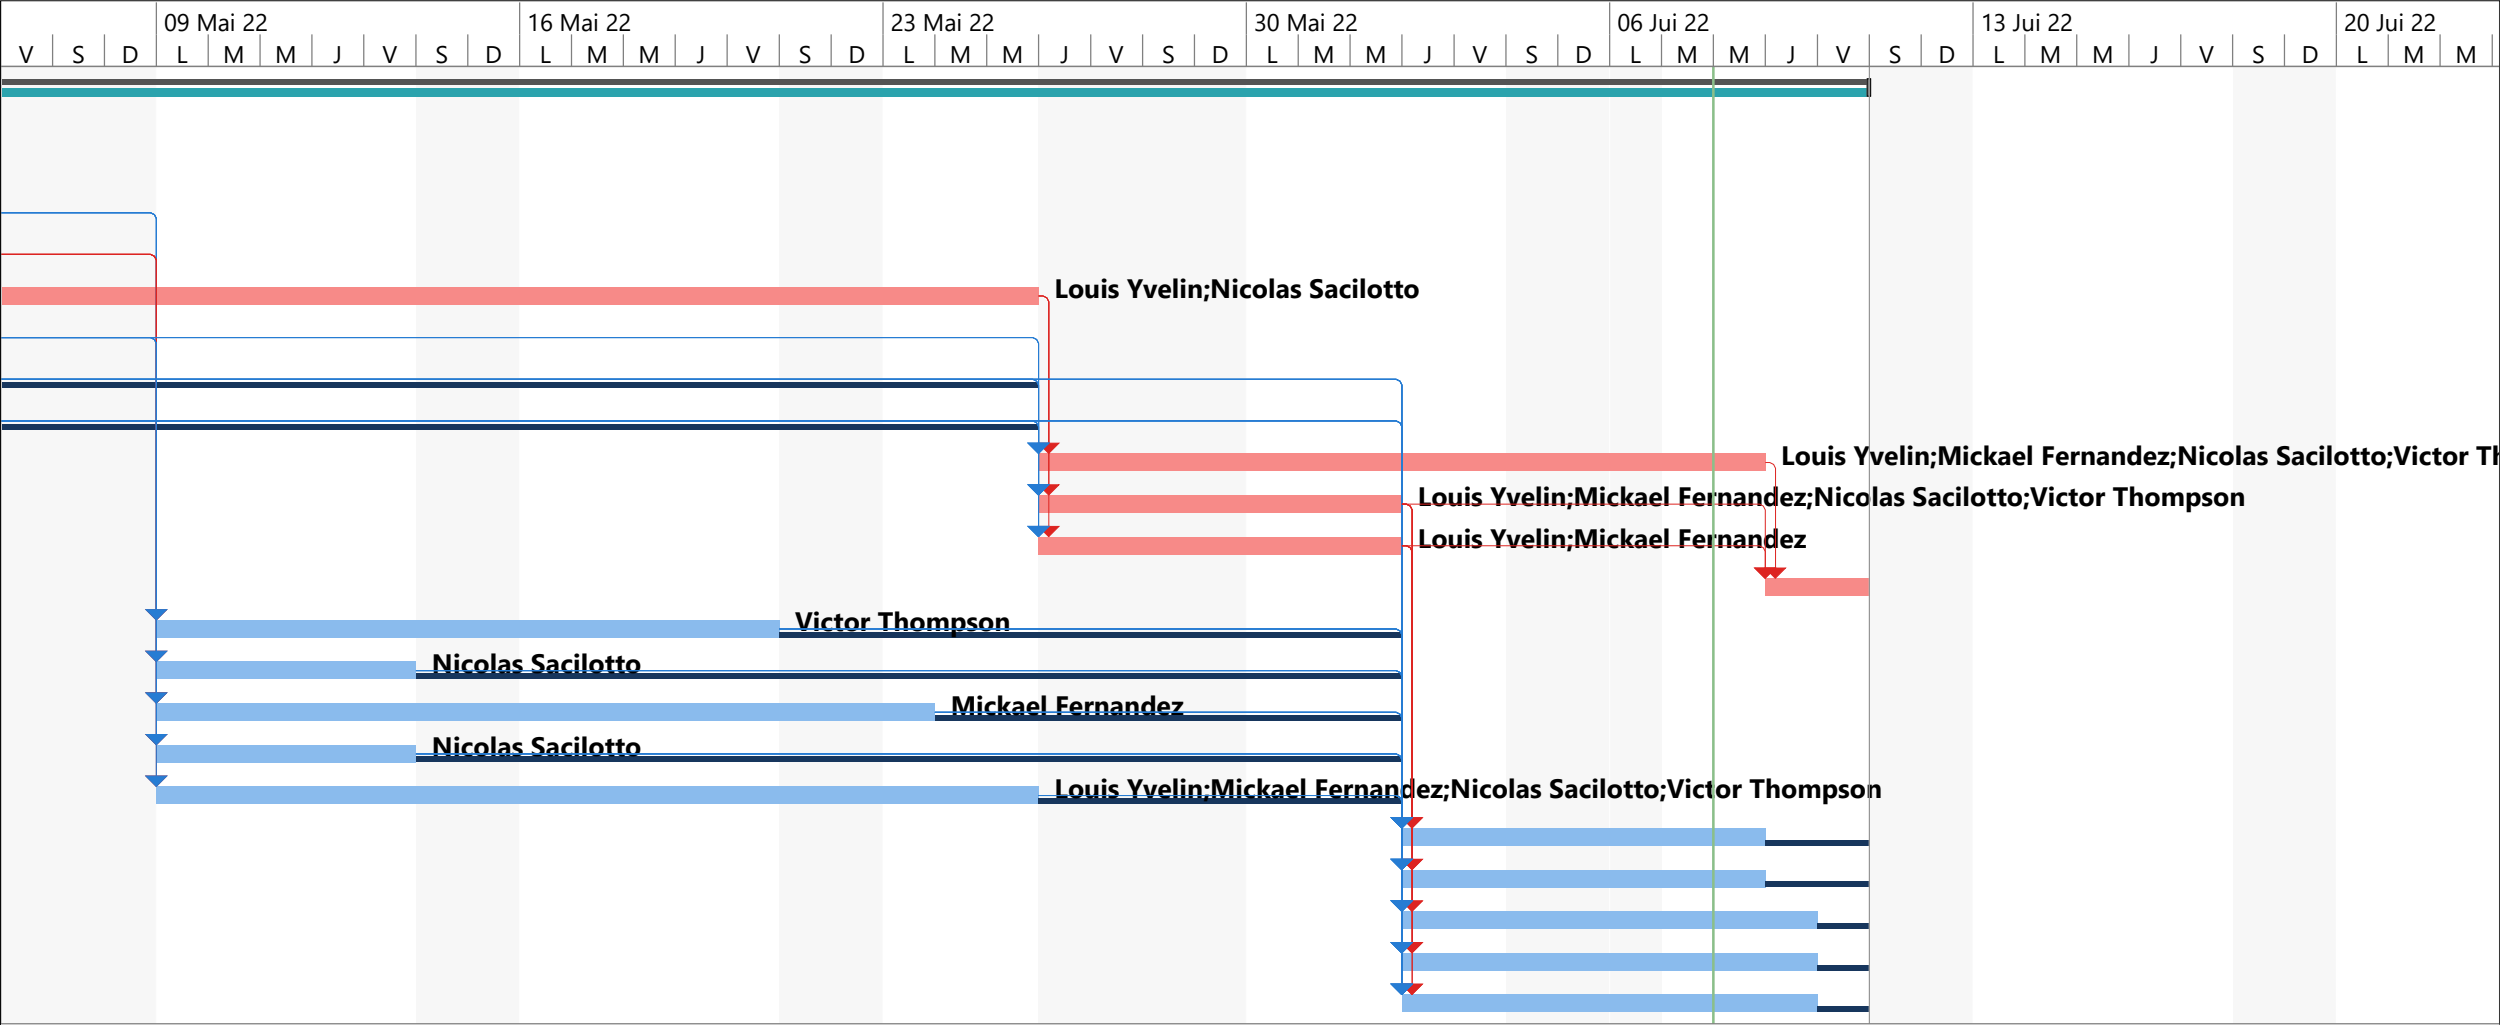 09 Mai 22 16 Mai 22 23 Mai 22 30 Mai 22 06 Jui 22 13 Jui 22 20 Jui 22
V S D L M M J V S D L M M J V S D L M M J V S D L M M J V S D L M M J V S D L M M J V S D L M M
Louis Yvelin;Nicolas Sacilotto
Louis Yvelin;Mickael Fernandez;Nicolas Sacilotto;Victor Th
Louis Yvelin;Mickael Fernandez;Nicolas Sacilotto;Victor Thompson
Louis Yvelin;Mickael Fernandez
Victor Thompson
Nicolas Sacilotto
Mickael Fernandez
Nicolas Sacilotto
Louis Yvelin;Mickael Fernandez;Nicolas Sacilotto;Victor Thompson